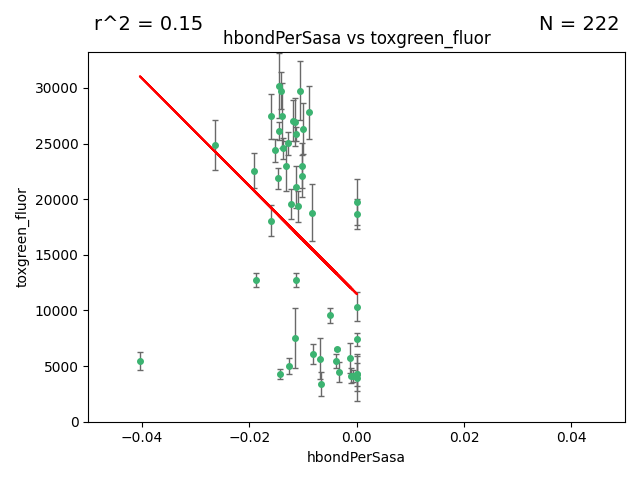 r^2 = 0.15
N = 222
hbondPerSasa vs toxgreen_fluor
30000
25000
20000
15000
10000
5000
0
toxgreen_fluor
−0.04
−0.02
0.00
0.02
0.04
hbondPerSasa